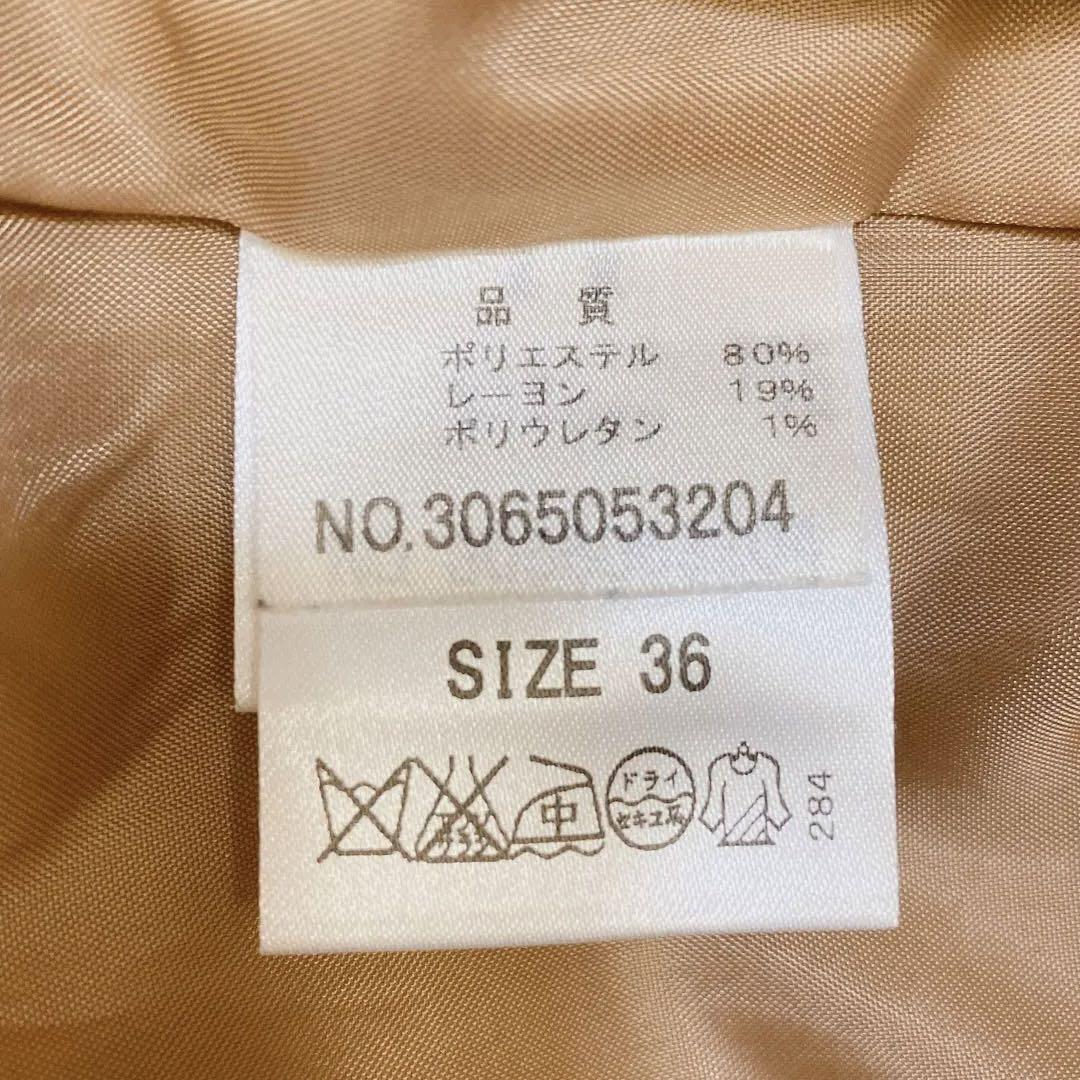 品 質
ポリエステル 80%
レーヨン 19%
ポリウレタン 1%
NO.3065053204
SIZE 36
中
ドライ
セキユ系
284